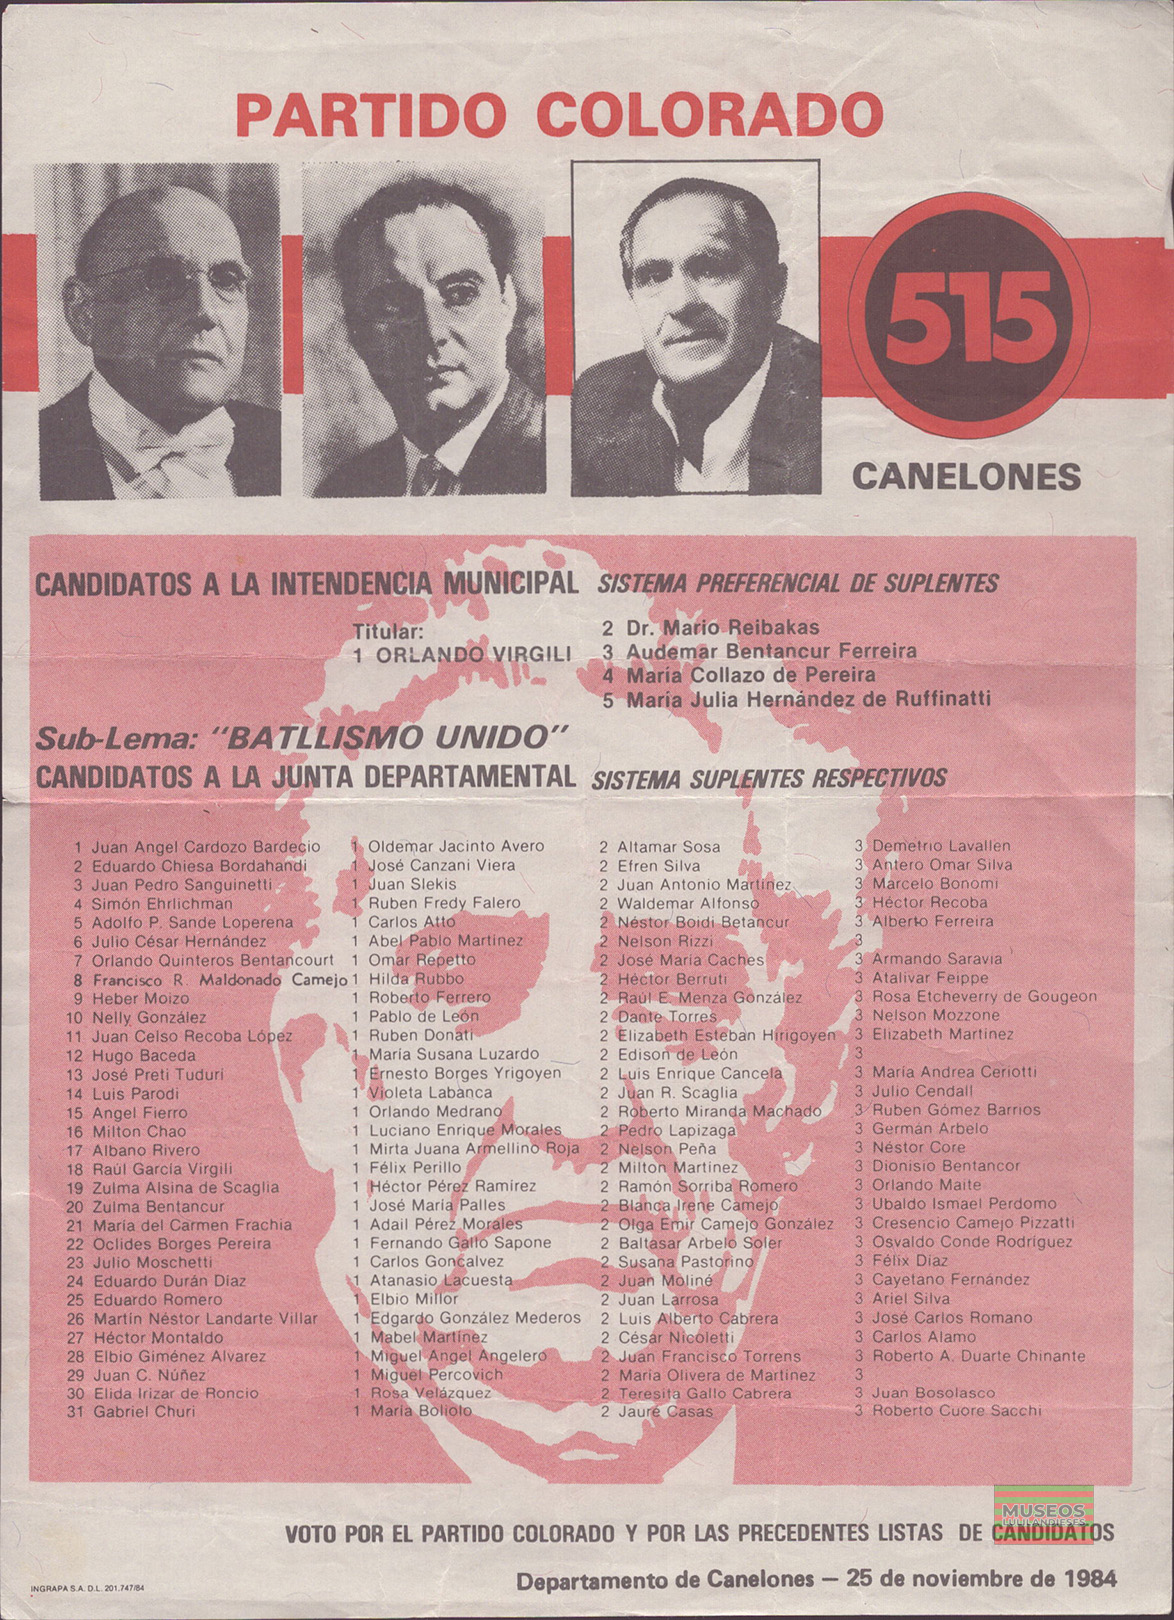 PARTIDO COLORADO
515
CANELONES
CANDIDATOS A LA INTENDENCIA MUNICIPAL SISTEMA PREFERENCIAL DE SUPLENTES
Titular:
1 ORLANDO VIRGILI
2 Dr. Mario Reibakas
3 Audemar Bentancur Ferreira
4 María Collazo de Pereira
5 María Julia Hernández de Ruffinatti
Sub-Lema: "BATLLISMO UNIDO"
CANDIDATOS A LA JUNTA DEPARTAMENTAL SISTEMA SUPLENTES RESPECTIVOS
1 Juan Angel Cardozo Bardecio 1 Oldemar Jacinto Avero 2 Altamar Sosa 3 Demetrio Lavallen
2 Eduardo Chiesa Bordahandi 1 José Canzani Viera 2 Efren Silva 3 Antero Omar Silva
3 Juan Pedro Sanguinetti 1 Juan Slekis 2 Juan Antonio Martínez 3 Marcelo Bonomi
4 Simón Ehrlichman 1 Ruben Fredy Falero 2 Waldemar Alfonso 3 Héctor Recoba
5 Adolfo P. Sande Loperena 1 Carlos Atto 2 Néstor Boidi Betancur 3 Alberto Ferreira
6 Julio César Hernández 1 Abel Pablo Martínez 2 Nelson Rizzi 3
7 Orlando Quinteros Bentancourt 1 Omar Repetto 2 José María Caches 3 Armando Saravia
8 Francisco R. Maldonado Camejo 1 Hilda Rubbo 2 Héctor Berruti 3 Atalivar Feippe
9 Heber Moizo 1 Roberto Ferrero 2 Raúl E. Menza González 3 Rosa Etcheverry de Gougeon
10 Nelly González 1 Pablo de León 2 Dante Torres 3 Nelson Mozzone
11 Juan Celso Recoba López 1 Ruben Donati 2 Elizabeth Esteban Hirigoyen 3 Elizabeth Martínez
12 Hugo Baceda 1 María Susana Luzardo 2 Edison de León 3
13 José Preti Tuduri 1 Ernesto Borges Yrigoyen 2 Luis Enrique Cancela 3 María Andrea Ceriotti
14 Luis Parodi 1 Violeta Labanca 2 Juan R. Scaglia 3 Julio Cendall
15 Angel Fierro 1 Orlando Medrano 2 Roberto Miranda Machado 3 Ruben Gómez Barrios
16 Milton Chao 1 Luciano Enrique Morales 2 Pedro Lapizaga 3 Germán Arbelo
17 Albano Rivero 1 Mirta Juana Armellino Roja 2 Nelson Peña 3 Néstor Core
18 Raúl García Virgili 1 Félix Perillo 2 Milton Martínez 3 Dionisio Bentancor
19 Zulma Alsina de Scaglia 1 Héctor Pérez Ramírez 2 Ramón Sorriba Romero 3 Orlando Maite
20 Zulma Bentancur 1 José María Palles 2 Blanca Irene Camejo 3 Ubaldo Ismael Perdomo
21 María del Carmen Frachia 1 Adail Pérez Morales 2 Olga Emir Camejo González 3 Cresencio Camejo Pizzatti
22 Oclides Borges Pereira 1 Fernando Gallo Sapone 2 Baltasar Arbelo Soler 3 Osvaldo Conde Rodríguez
23 Julio Moschetti 1 Carlos Goncalvez 2 Susana Pastorino 3 Félix Díaz
24 Eduardo Durán Díaz 1 Atanasio Lacuesta 2 Juan Moliné 3 Cayetano Fernández
25 Eduardo Romero 1 Elbio Millor 2 Juan Larrosa 3 Ariel Silva
26 Martín Néstor Landarte Villar 1 Edgardo González Mederos 2 Luis Alberto Cabrera 3 José Carlos Romano
27 Héctor Montaldo 1 Mabel Martínez 2 César Nicoletti 3 Carlos Alamo
28 Elbio Giménez Alvarez 1 Miguel Angel Angelero 2 Juan Francisco Torrens 3 Roberto A. Duarte Chinante
29 Juan C. Núñez 1 Miguel Percovich 2 María Olivera de Martínez 3
30 Elida Irizar de Roncio 1 Rosa Velázquez 2 Teresita Gallo Cabrera 3 Juan Bosolasco
31 Gabriel Churi 1 María Boliolo 2 Jauré Casas 3 Roberto Cuore Sacchi
MUSEOS
LULILANDIESES
VOTO POR EL PARTIDO COLORADO Y POR LAS PRECEDENTES LISTAS DE CANDIDATOS
Departamento de Canelones — 25 de noviembre de 1984
INGRAPA S.A. D.L. 201.747/84